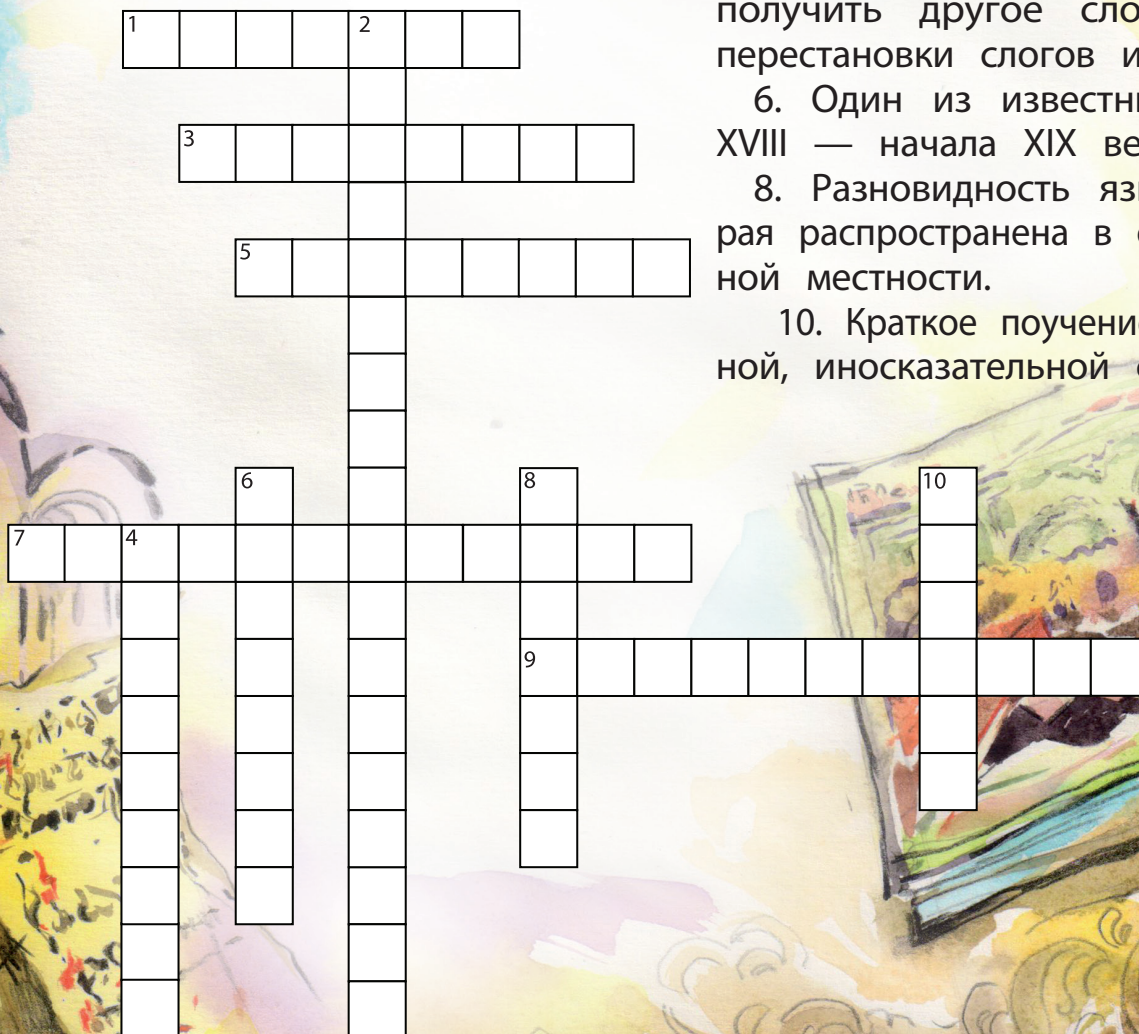 получить другое сло
перестановки слогов и
6. Один из известн
XVIII — начала XIX ве
8. Разновидность яз
рая распространена в
ной местности.
10. Краткое поучени
ной, иносказательной
1
2
3
5
6
8
10
7
4
9